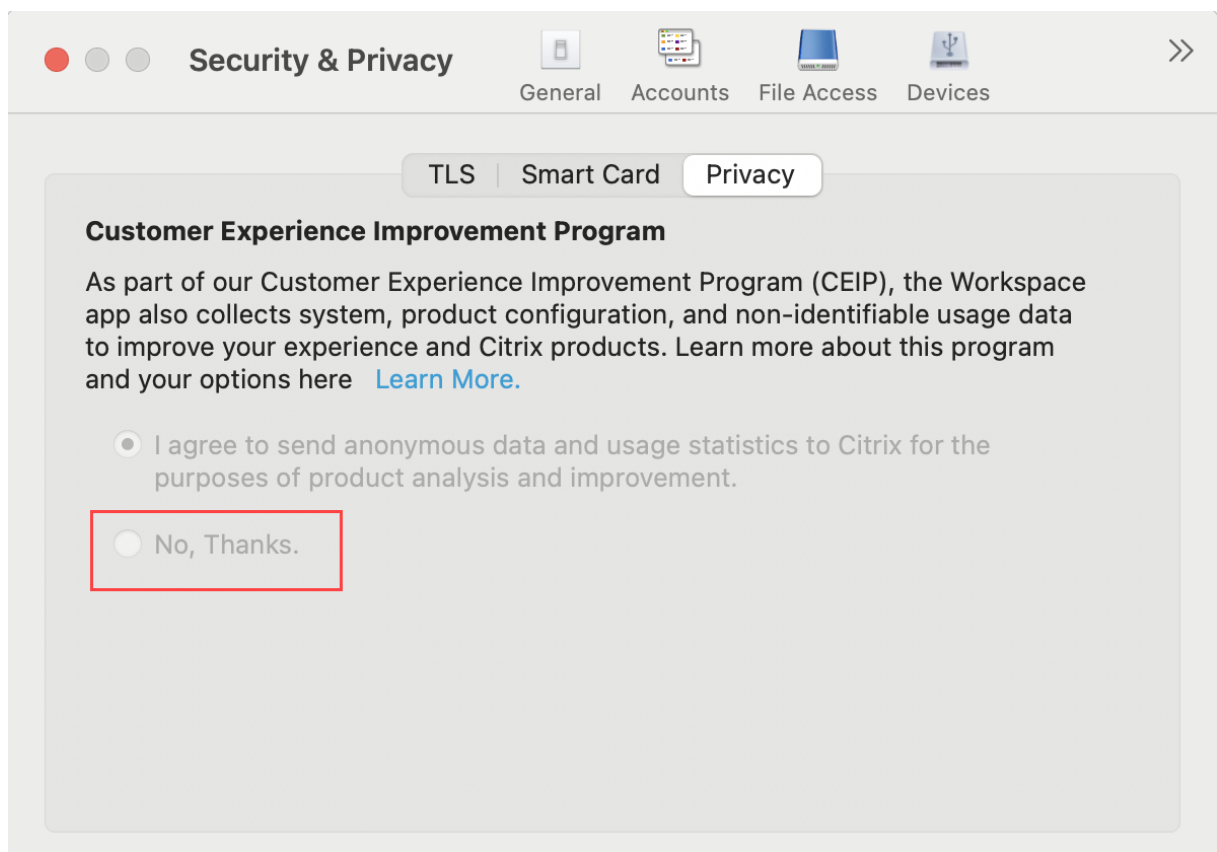 Security & Privacy
General
Accounts
File Access
Devices
TLS
Smart Card
Privacy
Customer Experience Improvement Program
As part of our Customer Experience Improvement Program (CEIP), the Workspace
app also collects system, product configuration, and non-identifiable usage data
to improve your experience and Citrix products. Learn more about this program
and your options here Learn More.
I agree to send anonymous data and usage statistics to Citrix for the
purposes of product analysis and improvement.
No, Thanks.